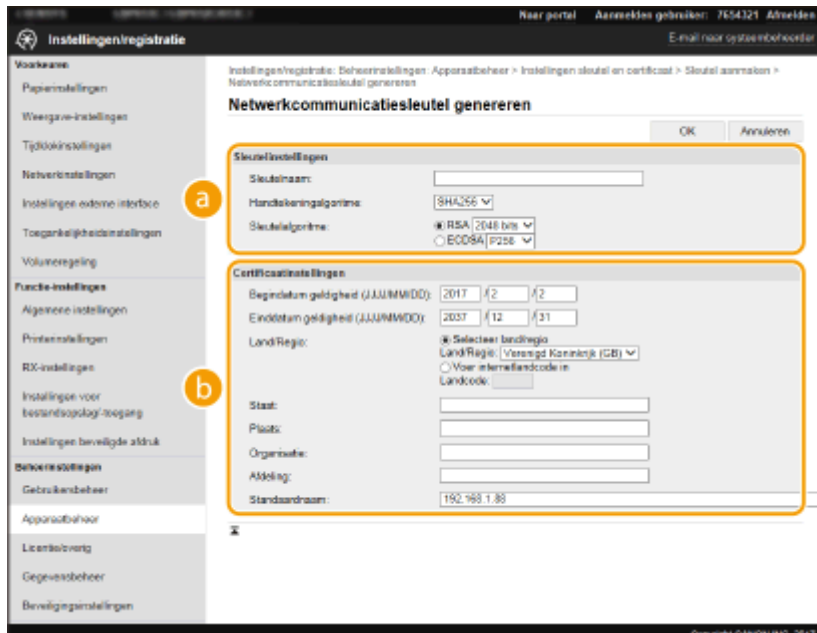 Naar portal Aanmelden gebruiker: 7654321 Afmelden
Instellingen/registratie
E-mail naar systeembeheerder
Voorkeuren
Papierinstellingen
Weergave-instellingen
Tijdklokinstellingen
Netwerkinstellingen
Instellingen externe interface
Toegankelijkheidsinstellingen
Volumeregeling
Functie-instellingen
Algemene instellingen
Printerinstellingen
RX-instellingen
Instellingen voor
bestandsopslag/-toegang
Instellingen beveiligde afdruk
Beheerinstellingen
Gebruikersbeheer
Apparaatbeheer
Licentie/overig
Gegevensbeheer
Beveiligingsinstellingen
Instellingen/registratie: Beheerinstellingen: Apparaatbeheer > Instellingen sleutel en certificaat > Sleutel aanmaken >
Netwerkcommunicatiesleutel genereren
Netwerkcommunicatiesleutel genereren
OK Annuleren
a
Sleutelinstellingen
Sleutelnaam:
Handtekeningalgoritme: SHA256
Sleutelalgoritme: RSA 2048 bits
ECDSA P256
b
Certificaatinstellingen
Begindatum geldigheid (JJJJ/MM/DD): 2017 / 2 / 2
Einddatum geldigheid (JJJJ/MM/DD): 2037 / 12 / 31
Land/Regio: Selecteer land/regio
Land/Regio: Verenigd Koninkrijk (GB)
Voer internetlandcode in
Landcode:
Staat:
Plaats:
Organisatie:
Afdeling:
Standaardnaam: 192.168.1.88